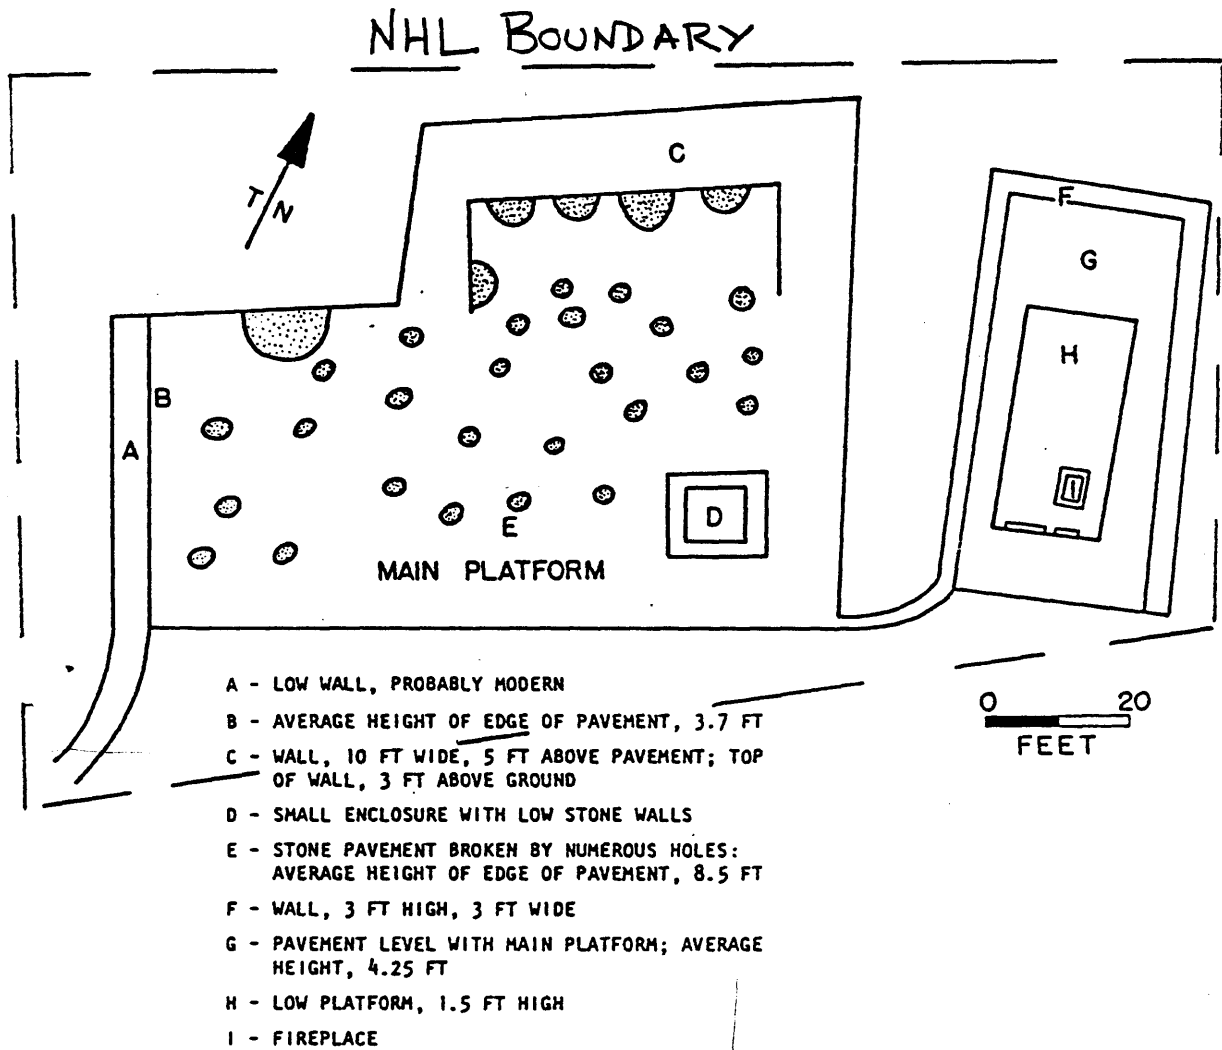 NHL BOUNDARY
T/N
C
F
G
H
B
A
I
D
E
MAIN PLATFORM
0 20
FEET
A - LOW WALL, PROBABLY MODERN
B - AVERAGE HEIGHT OF EDGE OF PAVEMENT, 3.7 FT
C - WALL, 10 FT WIDE, 5 FT ABOVE PAVEMENT; TOP
OF WALL, 3 FT ABOVE GROUND
D - SMALL ENCLOSURE WITH LOW STONE WALLS
E - STONE PAVEMENT BROKEN BY NUMEROUS HOLES:
AVERAGE HEIGHT OF EDGE OF PAVEMENT, 8.5 FT
F - WALL, 3 FT HIGH, 3 FT WIDE
G - PAVEMENT LEVEL WITH MAIN PLATFORM; AVERAGE
HEIGHT, 4.25 FT
H - LOW PLATFORM, 1.5 FT HIGH
I - FIREPLACE